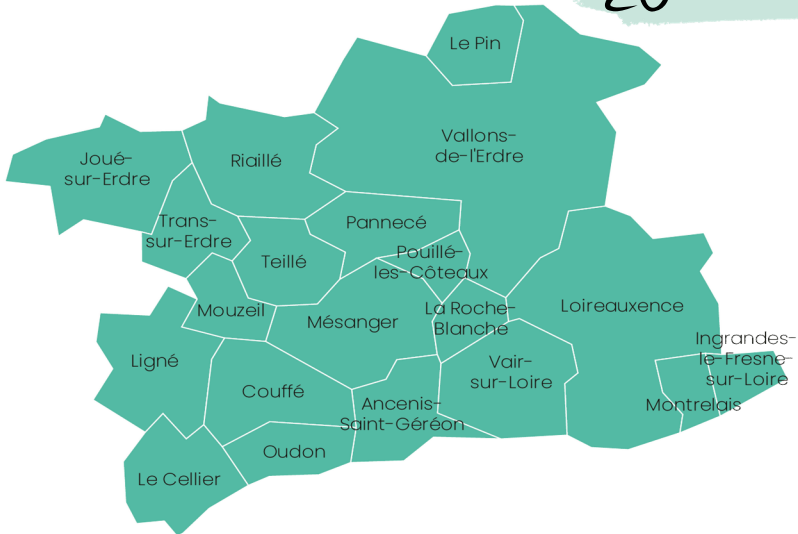 20
Le Pin
Vallons-
de-l'Erdre
Joué-
sur-Erdre
Riaillé
Trans-
sur-Erdre
Pannecé
Teillé
Pouillé-
les-Côteaux
Mouzeil
Mésanger
La Roche-
Blanche
Loireauxence
Ligné
Vair-
sur-Loire
Ingrandes-
le-Fresne-
sur-Loire
Couffé
Ancenis-
Saint-Géréon
Montrelais
Oudon
Le Cellier